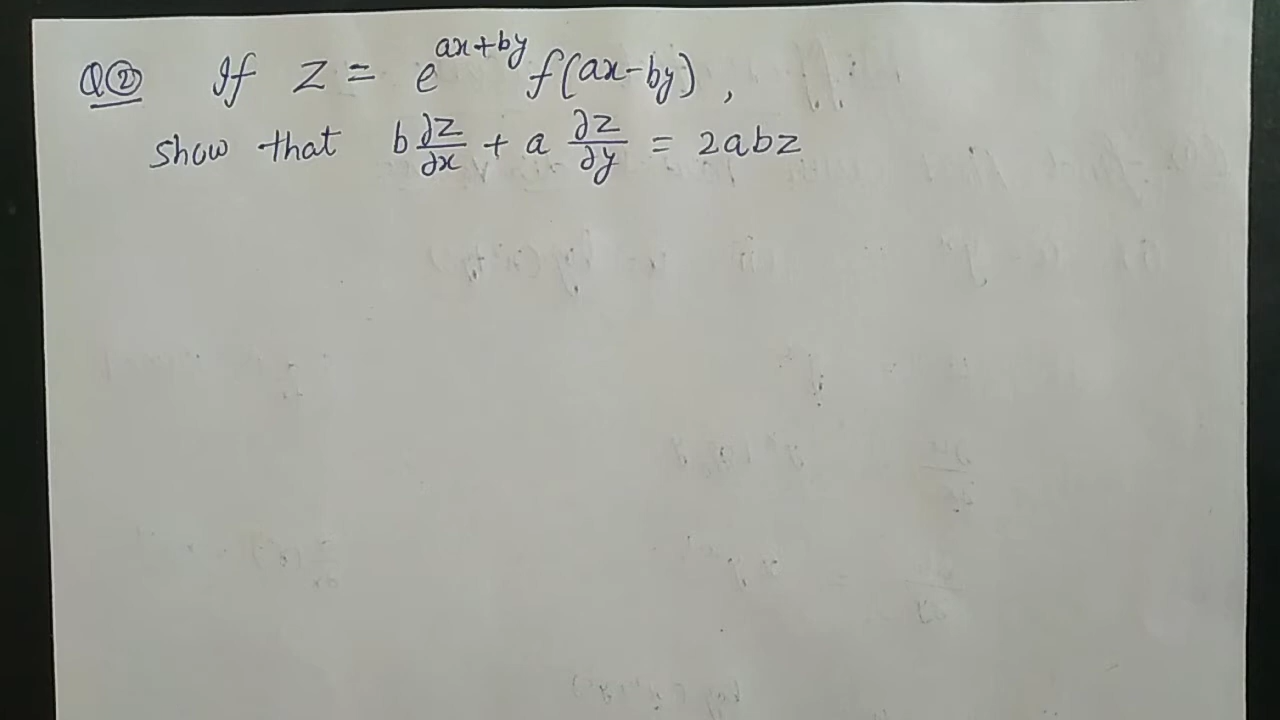 Q② If z = e^{ax+by} f(ax-by),
show that b ∂z/∂x + a ∂z/∂y = 2abz